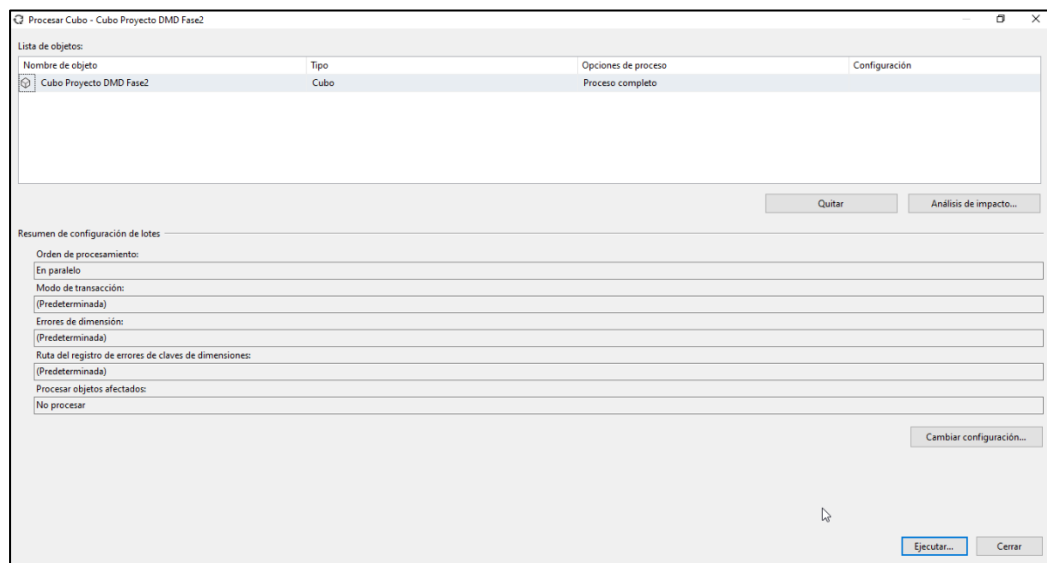 Procesar Cubo - Cubo Proyecto DMD Fase2
Lista de objetos:
Nombre de objeto Tipo Opciones de proceso Configuración
Cubo Proyecto DMD Fase2 Cubo Proceso completo
Quitar Análisis de impacto...
Resumen de configuración de lotes
Orden de procesamiento:
En paralelo
Modo de transacción:
(Predeterminada)
Errores de dimensión:
(Predeterminada)
Ruta del registro de errores de claves de dimensiones:
(Predeterminada)
Procesar objetos afectados:
No procesar
Cambiar configuración...
Ejecutar... Cerrar